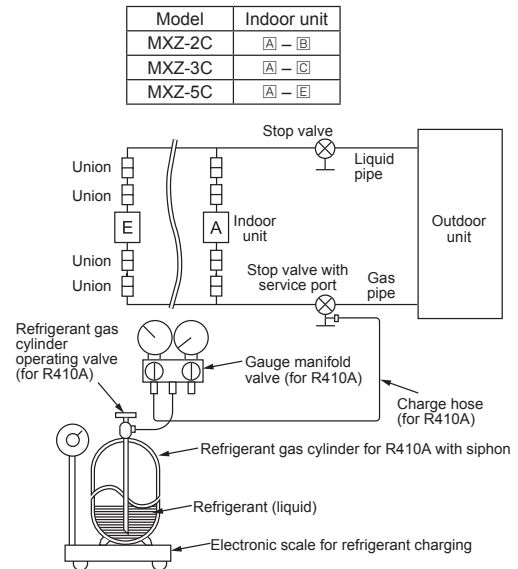 Model Indoor unit
MXZ-2C A – B
MXZ-3C A – C
MXZ-5C A – E
Stop valve
Liquid
pipe
Union
Union
E
A
Indoor
unit
Outdoor
unit
Union
Union
Stop valve with
service port
Gas
pipe
Refrigerant gas
cylinder
operating valve
(for R410A)
Gauge manifold
valve (for R410A)
Charge hose
(for R410A)
Refrigerant gas cylinder for R410A with siphon
Refrigerant (liquid)
Electronic scale for refrigerant charging